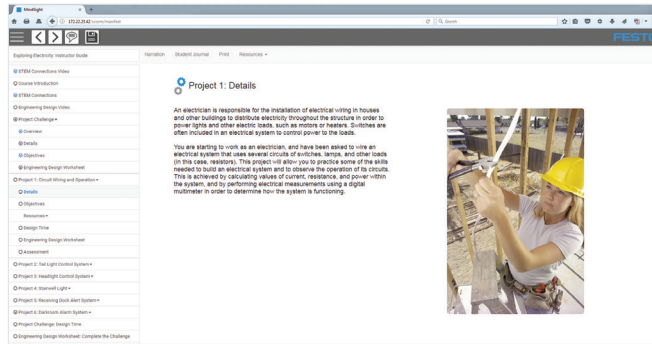 MindSight
Search
FESTO
Exploring Electricity: Instructor Guide
Narration Student Journal Print Resources
STEM Connections Video
Course Introduction
STEM Connections
Engineering Design Video
Project Challenge
Overview
Details
Objectives
Engineering Design Worksheet
Project 1: Circuit Wiring and Operation
Details
Objectives
Resources
Design Time
Engineering Design Worksheet
Assessment
Project 2: Tail Light Control System
Project 3: Headlight Control System
Project 4: Stairwell Light
Project 5: Receiving Dock Alert System
Project 6: Darkroom Alarm System
Project Challenge: Design Time
Engineering Design Worksheet: Complete the Challenge
Project 1: Details
An electrician is responsible for the installation of electrical wiring in houses
and other buildings to distribute electricity throughout the structure in order to
power lights and other electric loads, such as motors or heaters. Switches are
often included in an electrical system to control power to the loads.
You are starting to work as an electrician, and have been asked to wire an
electrical system that uses several circuits of switches, lamps, and other loads
(in this case, resistors). This project will allow you to practice some of the skills
needed to build an electrical system and to observe the operation of its circuits.
This is achieved by calculating values of current, resistance, and power within
the system, and by performing electrical measurements using a digital
multimeter in order to determine how the system is functioning.